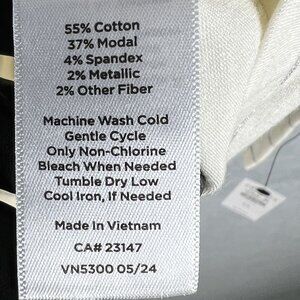 55% Cotton
37% Modal
4% Spandex
2% Metallic
2% Other Fiber
Machine Wash Cold
Gentle Cycle
Only Non-Chlorine
Bleach When Needed
Tumble Dry Low
Cool Iron, If Needed
Made In Vietnam
CA# 23147
VN5300 05/24